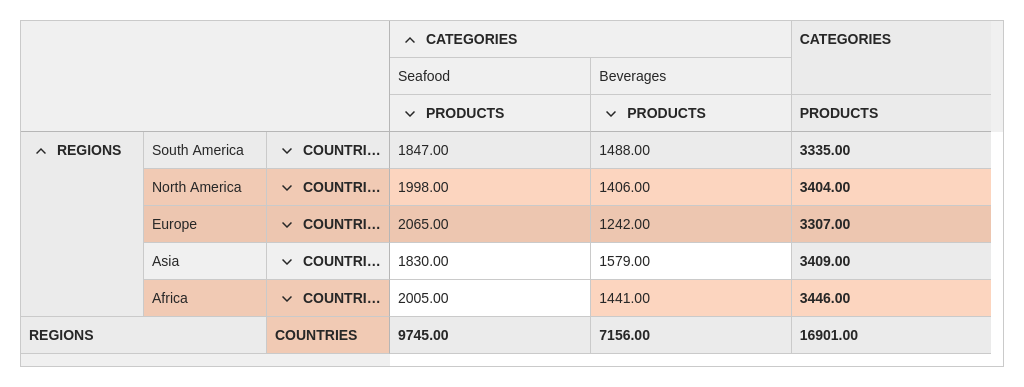 CATEGORIES CATEGORIES
Seafood Beverages
PRODUCTS PRODUCTS PRODUCTS
REGIONS South America COUNTRI... 1847.00 1488.00 3335.00
North America COUNTRI... 1998.00 1406.00 3404.00
Europe COUNTRI... 2065.00 1242.00 3307.00
Asia COUNTRI... 1830.00 1579.00 3409.00
Africa COUNTRI... 2005.00 1441.00 3446.00
REGIONS COUNTRIES 9745.00 7156.00 16901.00